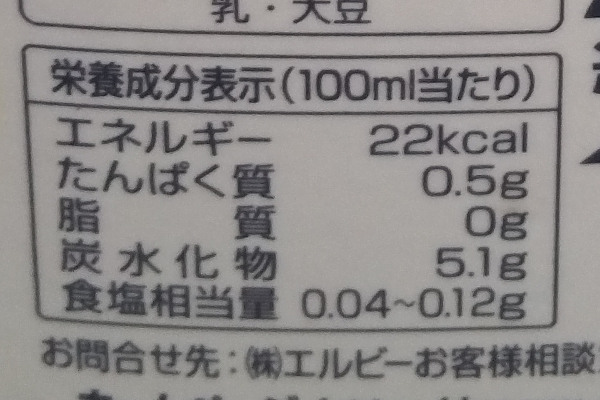 乳・大豆
栄養成分表示(100ml当たり)
エネルギー 22kcal
たんぱく質 0.5g
脂質 0g
炭水化物 5.1g
食塩相当量 0.04~0.12g
お問合せ先:㈱エルビーお客様相談